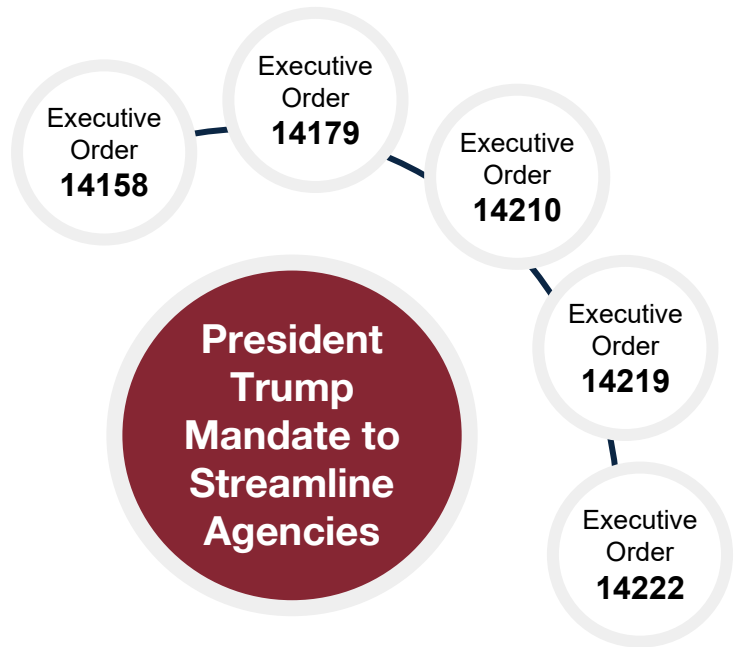 Executive
Order
14158
Executive
Order
14179
Executive
Order
14210
Executive
Order
14219
Executive
Order
14222
President
Trump
Mandate to
Streamline
Agencies